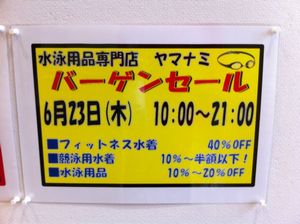 水泳用品専門店 ヤマナミ
バーゲンセール
6月23日(木) 10:00～21:00
■フィットネス水着 40%OFF
■競泳用水着 10%～半額以下！
■水泳用品 10%～20%OFF